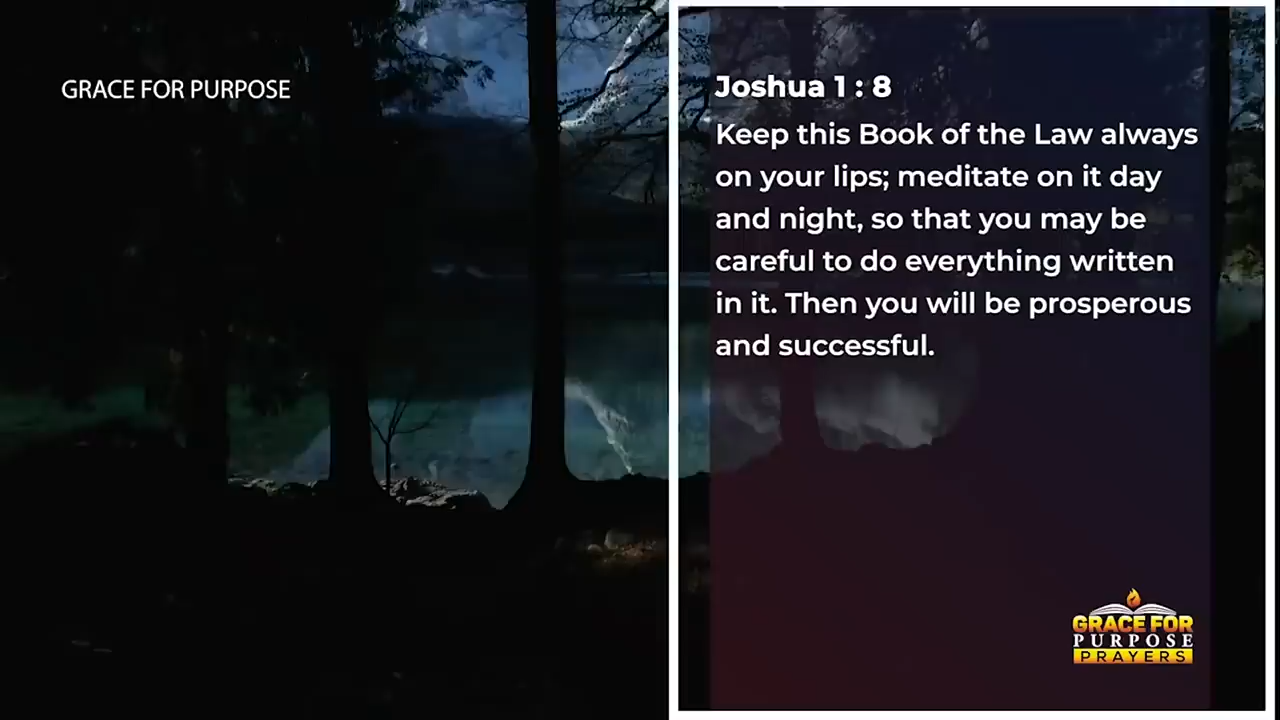 GRACE FOR PURPOSE
Joshua 1 : 8
Keep this Book of the Law always
on your lips; meditate on it day
and night, so that you may be
careful to do everything written
in it. Then you will be prosperous
and successful.
GRACE FOR
PURPOSE
PRAYERS